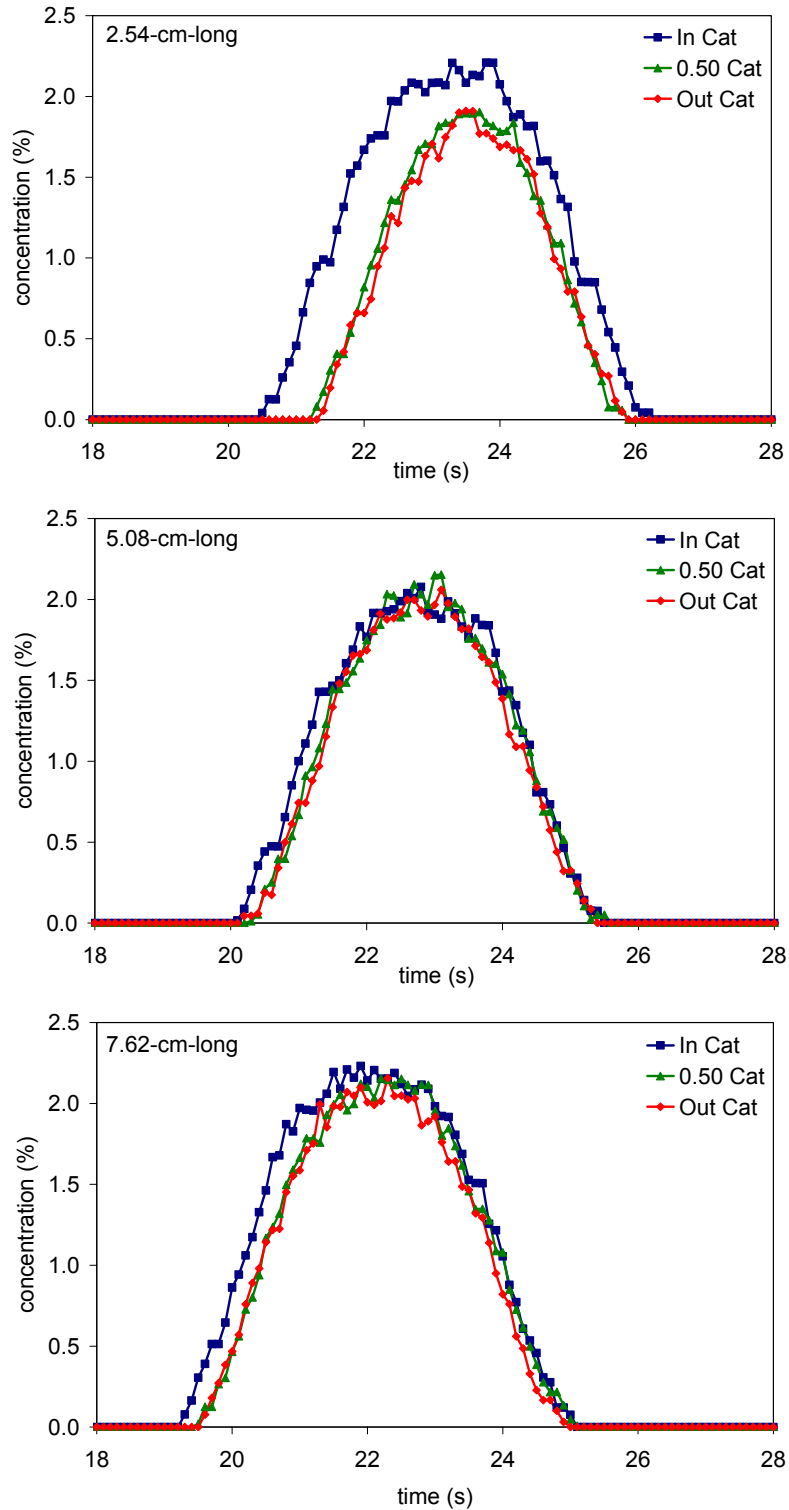 2.54-cm-long
In Cat
0.50 Cat
Out Cat
2.5
2.0
1.5
1.0
0.5
0.0
concentration (%)
18 20 22 24 26 28
time (s)
5.08-cm-long
In Cat
0.50 Cat
Out Cat
2.5
2.0
1.5
1.0
0.5
0.0
concentration (%)
18 20 22 24 26 28
time (s)
7.62-cm-long
In Cat
0.50 Cat
Out Cat
2.5
2.0
1.5
1.0
0.5
0.0
concentration (%)
18 20 22 24 26 28
time (s)